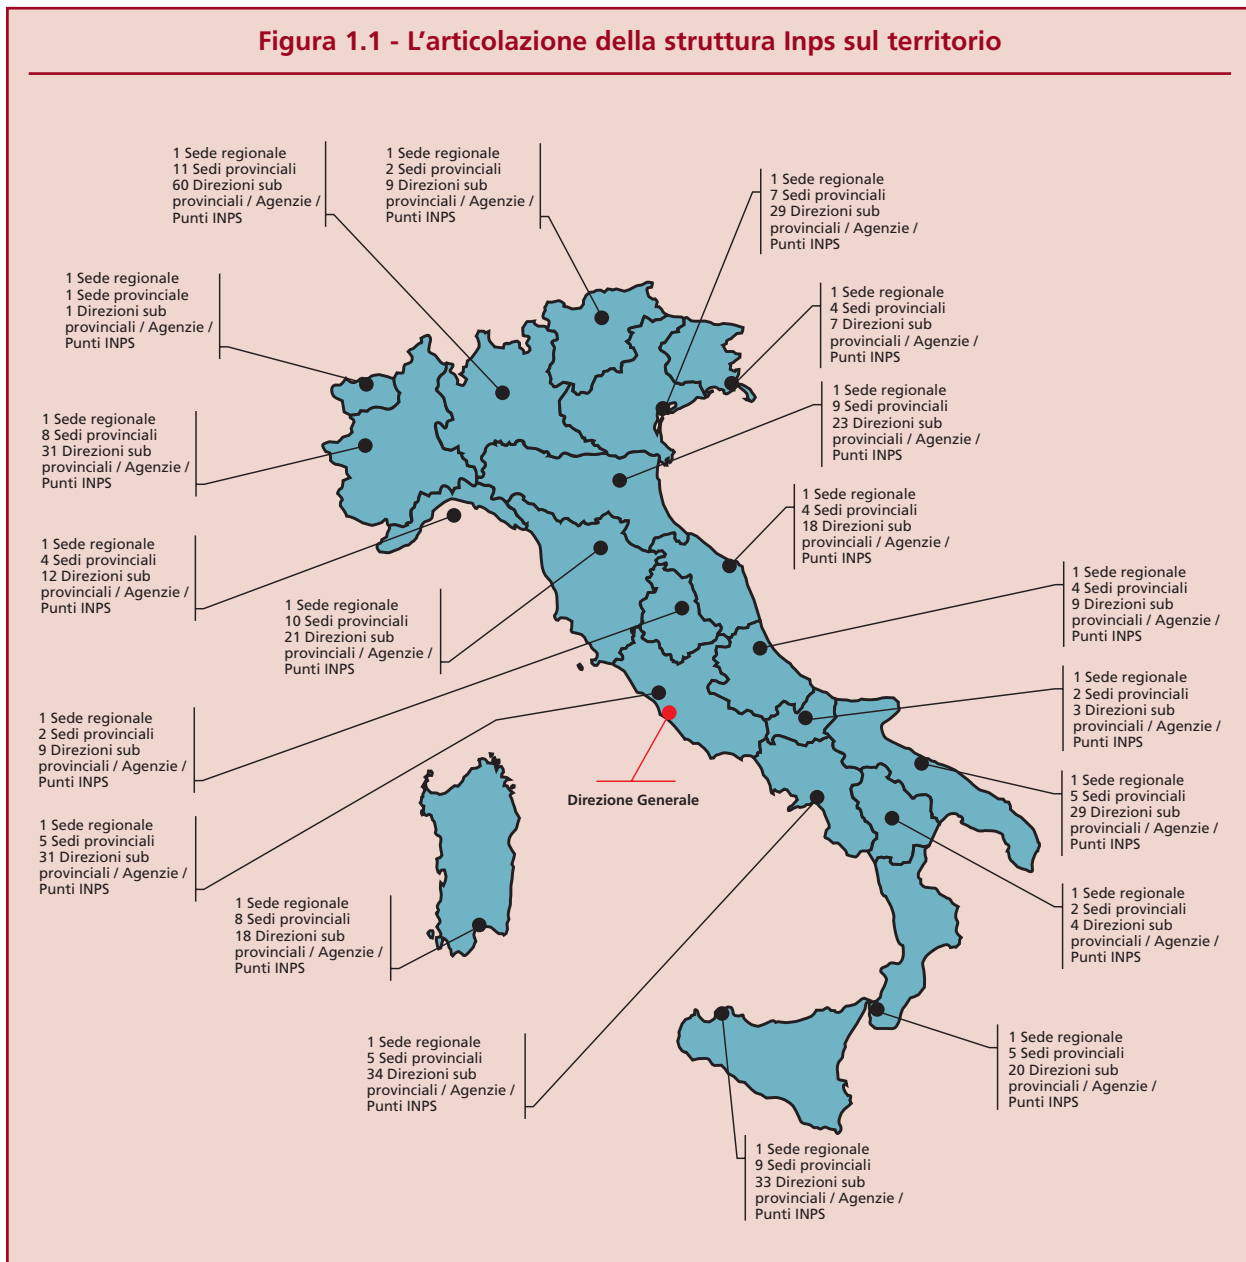 Figura 1.1 - L'articolazione della struttura Inps sul territorio
1 Sede regionale
11 Sedi provinciali
60 Direzioni sub
provinciali / Agenzie /
Punti INPS
1 Sede regionale
2 Sedi provinciali
9 Direzioni sub
provinciali / Agenzie /
Punti INPS
1 Sede regionale
7 Sedi provinciali
29 Direzioni sub
provinciali / Agenzie /
Punti INPS
1 Sede regionale
1 Sede provinciale
1 Direzioni sub
provinciali / Agenzie /
Punti INPS
1 Sede regionale
4 Sedi provinciali
7 Direzioni sub
provinciali / Agenzie /
Punti INPS
1 Sede regionale
9 Sedi provinciali
23 Direzioni sub
provinciali / Agenzie /
Punti INPS
1 Sede regionale
8 Sedi provinciali
31 Direzioni sub
provinciali / Agenzie /
Punti INPS
1 Sede regionale
4 Sedi provinciali
18 Direzioni sub
provinciali / Agenzie /
Punti INPS
1 Sede regionale
4 Sedi provinciali
12 Direzioni sub
provinciali / Agenzie /
Punti INPS
1 Sede regionale
10 Sedi provinciali
21 Direzioni sub
provinciali / Agenzie /
Punti INPS
1 Sede regionale
4 Sedi provinciali
9 Direzioni sub
provinciali / Agenzie /
Punti INPS
1 Sede regionale
2 Sedi provinciali
3 Direzioni sub
provinciali / Agenzie /
Punti INPS
1 Sede regionale
2 Sedi provinciali
9 Direzioni sub
provinciali / Agenzie /
Punti INPS
Direzione Generale
1 Sede regionale
5 Sedi provinciali
29 Direzioni sub
provinciali / Agenzie /
Punti INPS
1 Sede regionale
5 Sedi provinciali
31 Direzioni sub
provinciali / Agenzie /
Punti INPS
1 Sede regionale
8 Sedi provinciali
18 Direzioni sub
provinciali / Agenzie /
Punti INPS
1 Sede regionale
2 Sedi provinciali
4 Direzioni sub
provinciali / Agenzie /
Punti INPS
1 Sede regionale
5 Sedi provinciali
34 Direzioni sub
provinciali / Agenzie /
Punti INPS
1 Sede regionale
5 Sedi provinciali
20 Direzioni sub
provinciali / Agenzie /
Punti INPS
1 Sede regionale
9 Sedi provinciali
33 Direzioni sub
provinciali / Agenzie /
Punti INPS